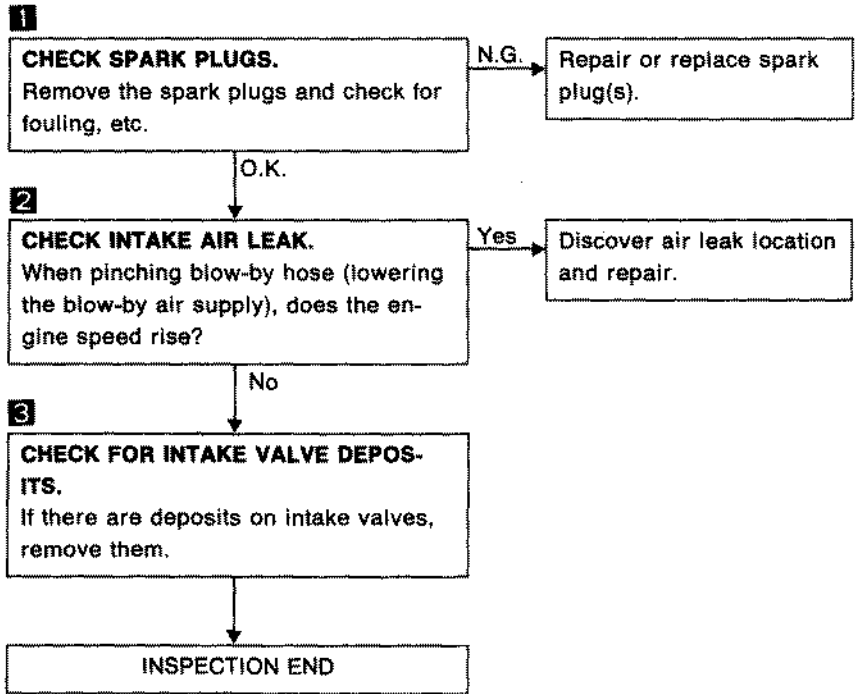 1
CHECK SPARK PLUGS.
Remove the spark plugs and check for
fouling, etc.
N.G.
Repair or replace spark
plug(s).
O.K.
2
CHECK INTAKE AIR LEAK.
When pinching blow-by hose (lowering
the blow-by air supply), does the en-
gine speed rise?
Yes
Discover air leak location
and repair.
No
3
CHECK FOR INTAKE VALVE DEPOS-
ITS.
If there are deposits on intake valves,
remove them.
INSPECTION END